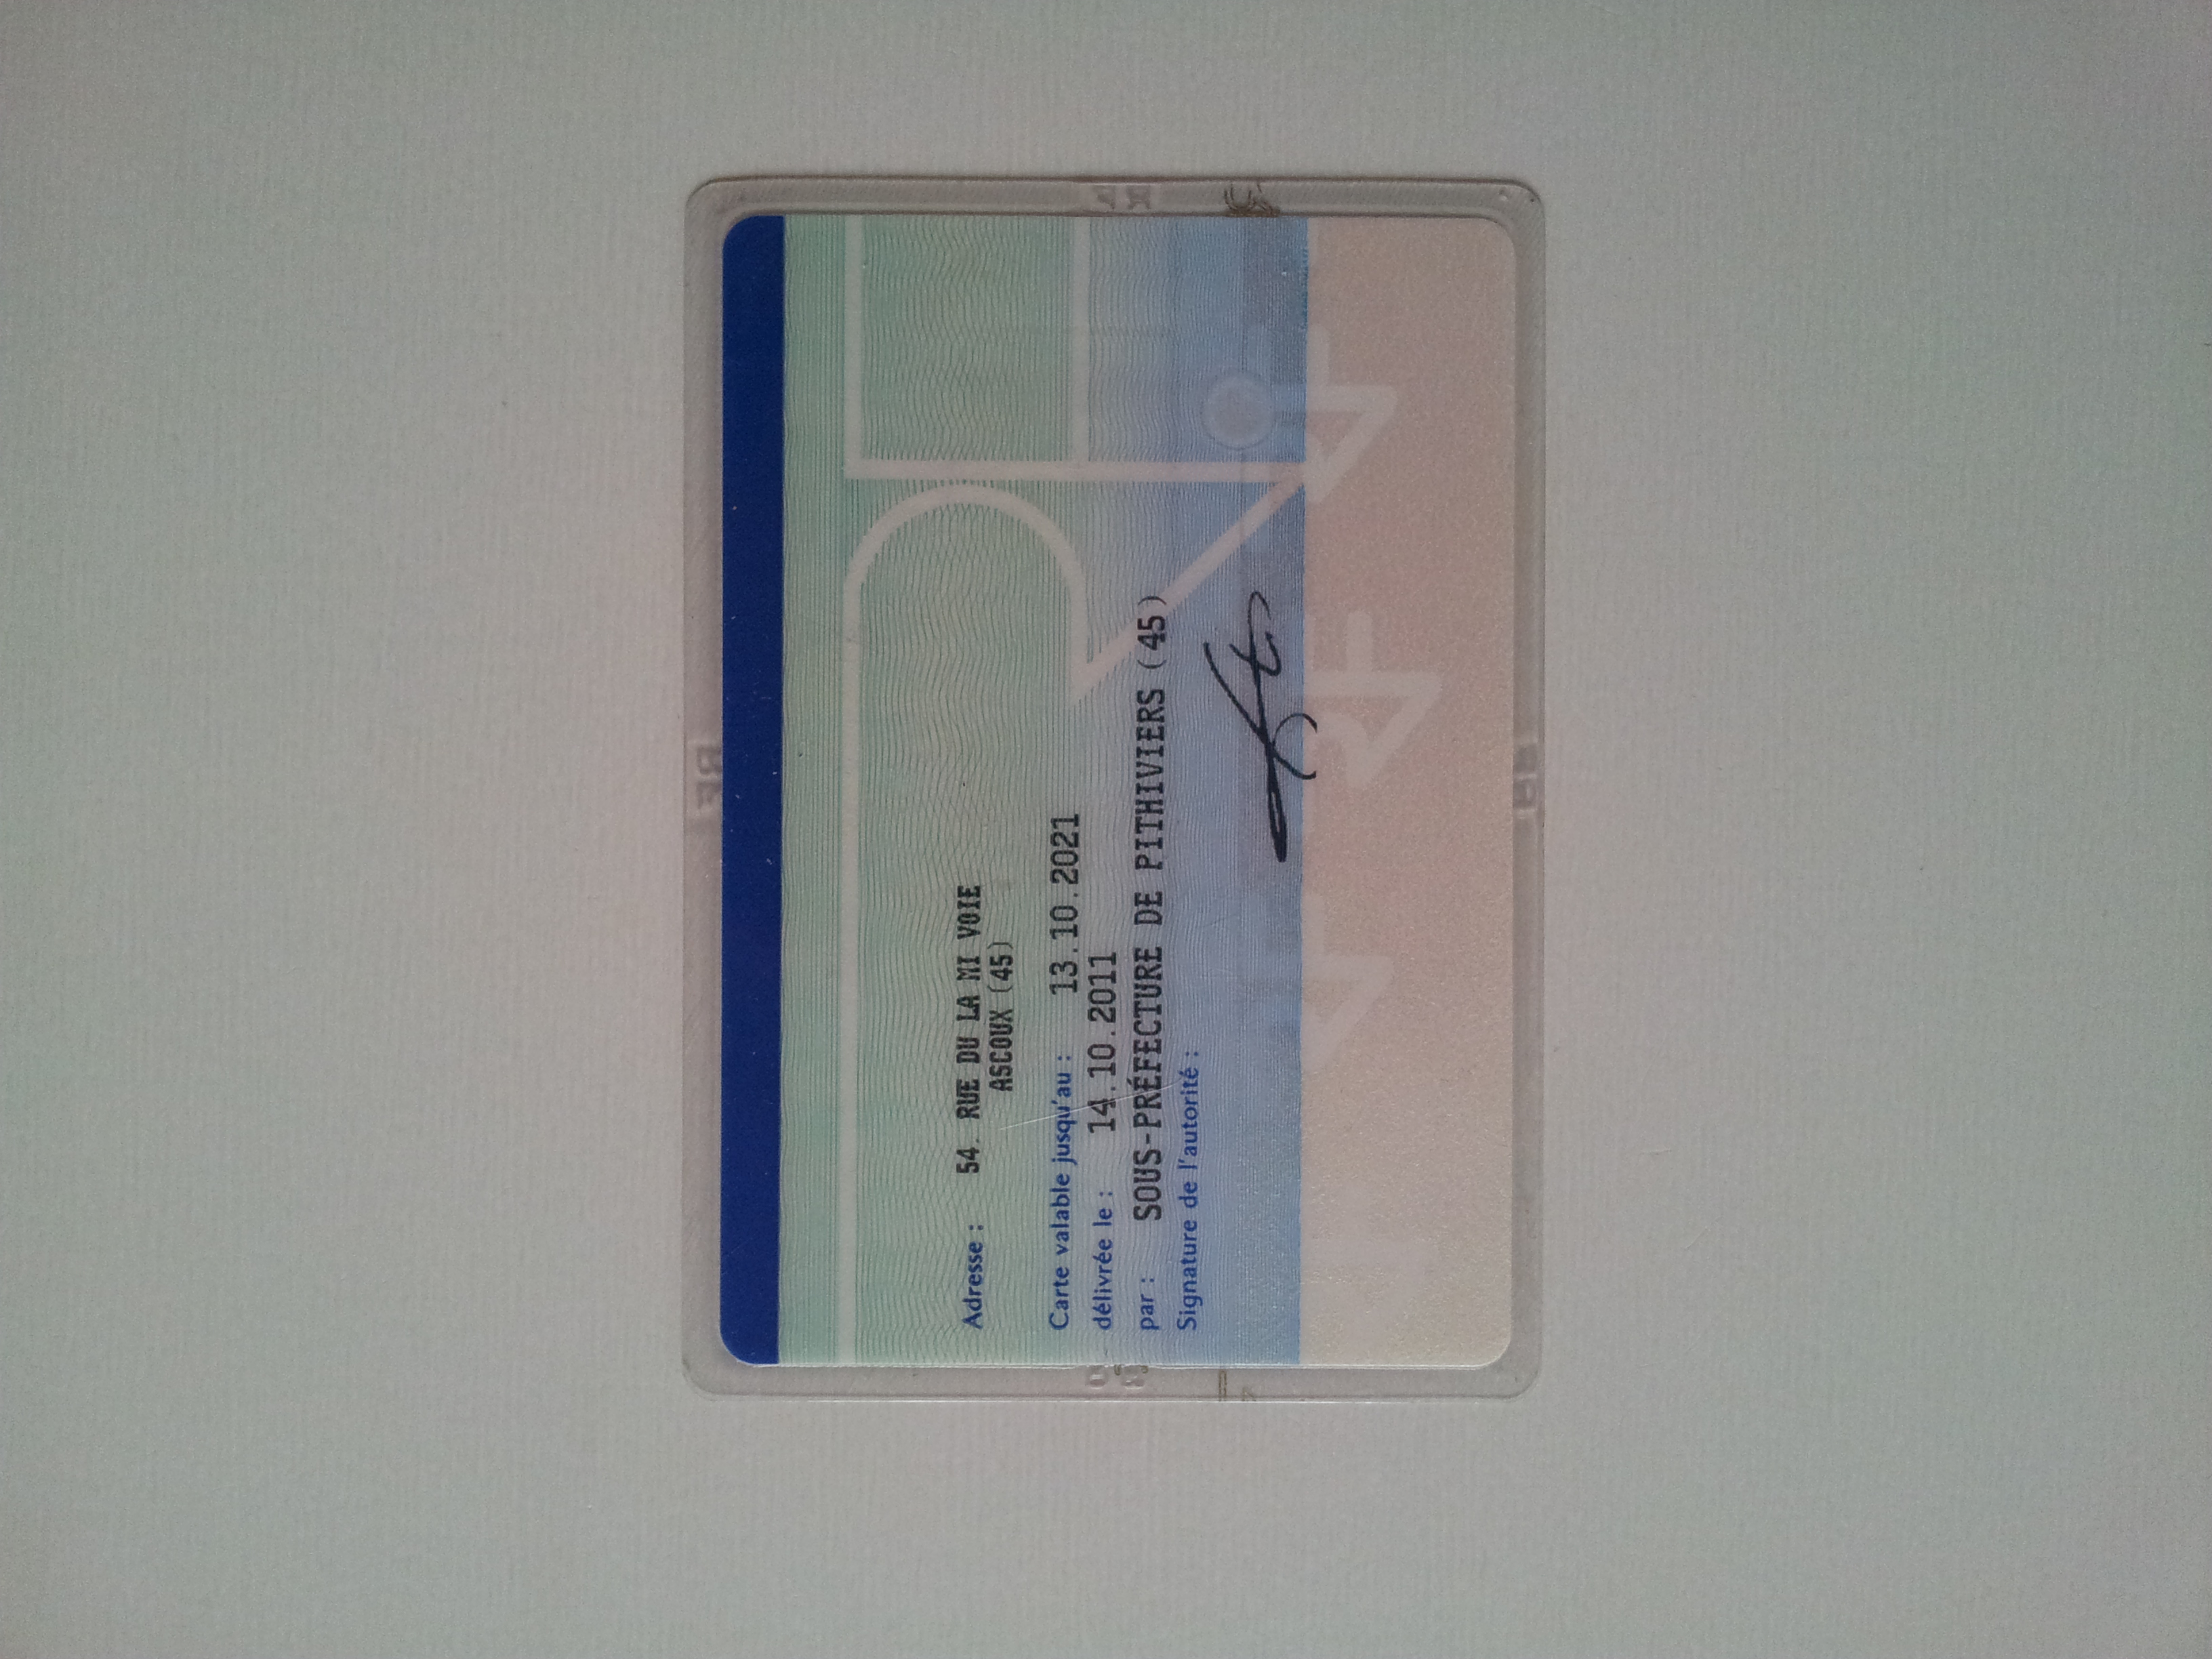 Adresse : 54 RUE DU LA MI VOIE
ASCOUX (45)
Carte valable jusqu'au : 13.10.2021
délivrée le : 14.10.2011
par : SOUS-PRÉFECTURE DE PITHIVIERS (45)
Signature de l'autorité :